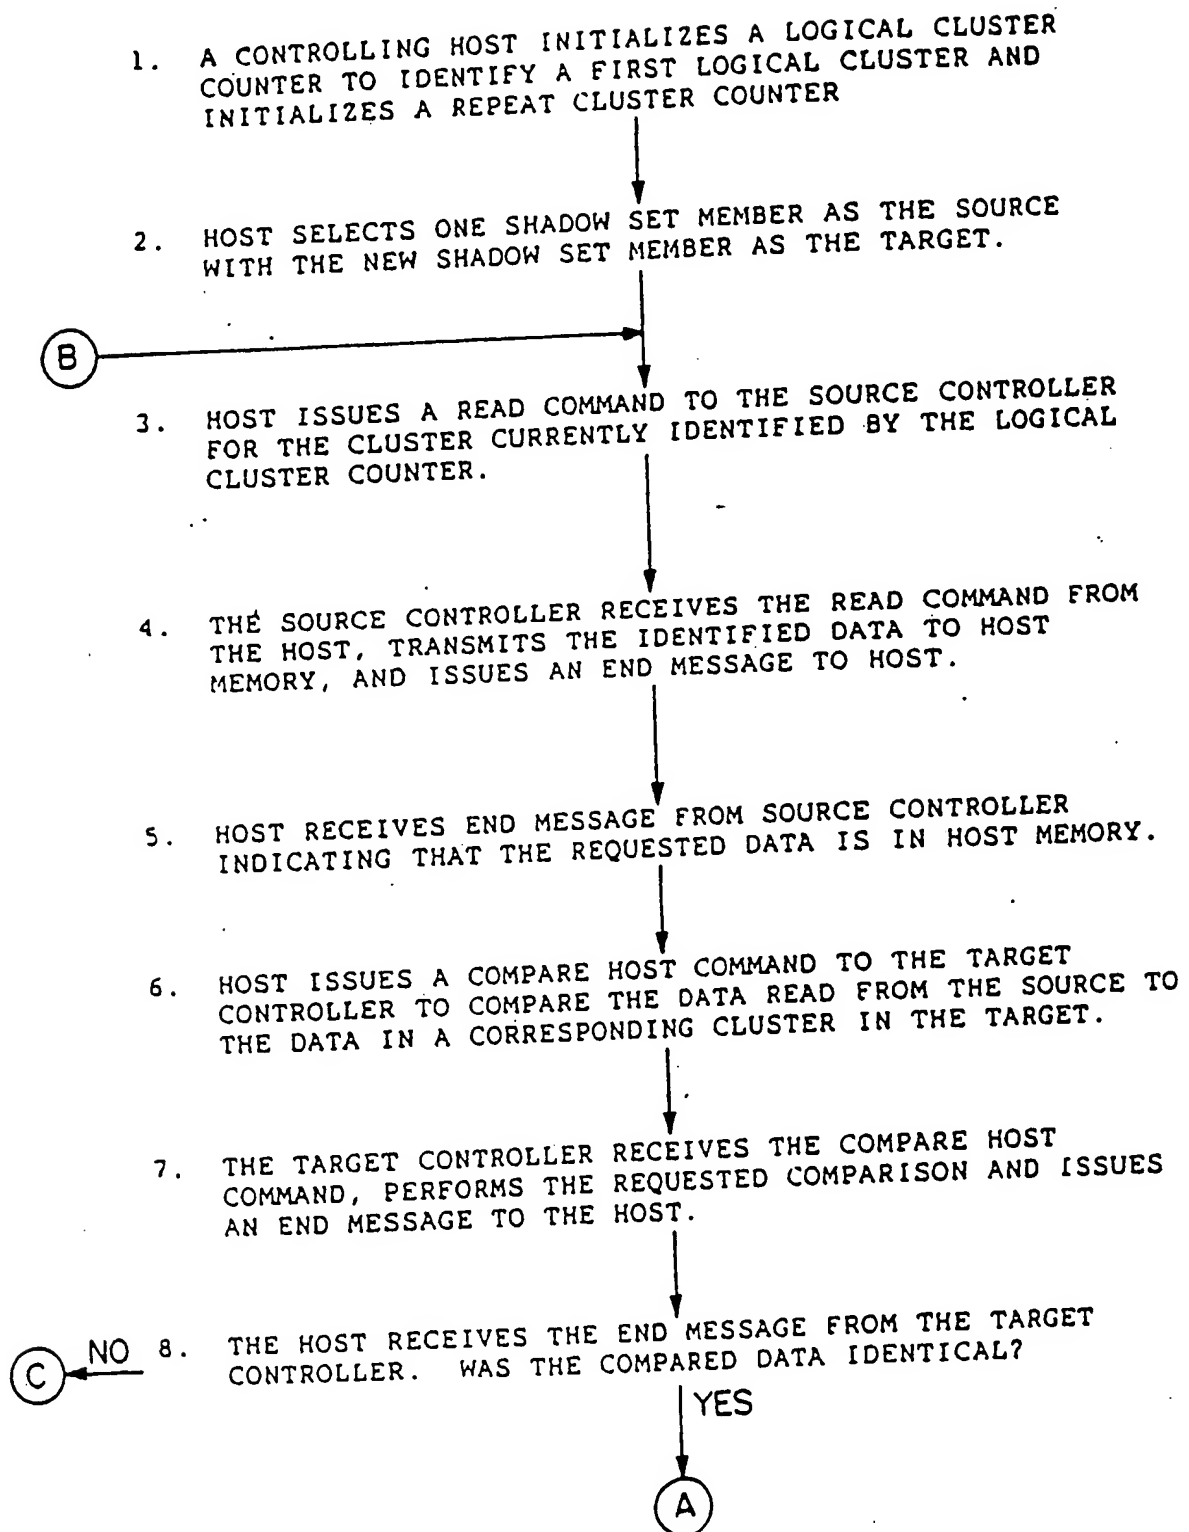 1. A CONTROLLING HOST INITIALIZES A LOGICAL CLUSTER
COUNTER TO IDENTIFY A FIRST LOGICAL CLUSTER AND
INITIALIZES A REPEAT CLUSTER COUNTER
2. HOST SELECTS ONE SHADOW SET MEMBER AS THE SOURCE
WITH THE NEW SHADOW SET MEMBER AS THE TARGET.
B
3. HOST ISSUES A READ COMMAND TO THE SOURCE CONTROLLER
FOR THE CLUSTER CURRENTLY IDENTIFIED BY THE LOGICAL
CLUSTER COUNTER.
4. THE SOURCE CONTROLLER RECEIVES THE READ COMMAND FROM
THE HOST, TRANSMITS THE IDENTIFIED DATA TO HOST
MEMORY, AND ISSUES AN END MESSAGE TO HOST.
5. HOST RECEIVES END MESSAGE FROM SOURCE CONTROLLER
INDICATING THAT THE REQUESTED DATA IS IN HOST MEMORY.
6. HOST ISSUES A COMPARE HOST COMMAND TO THE TARGET
CONTROLLER TO COMPARE THE DATA READ FROM THE SOURCE TO
THE DATA IN A CORRESPONDING CLUSTER IN THE TARGET.
7. THE TARGET CONTROLLER RECEIVES THE COMPARE HOST
COMMAND, PERFORMS THE REQUESTED COMPARISON AND ISSUES
AN END MESSAGE TO THE HOST.
C NO 8. THE HOST RECEIVES THE END MESSAGE FROM THE TARGET
CONTROLLER. WAS THE COMPARED DATA IDENTICAL?
YES
A